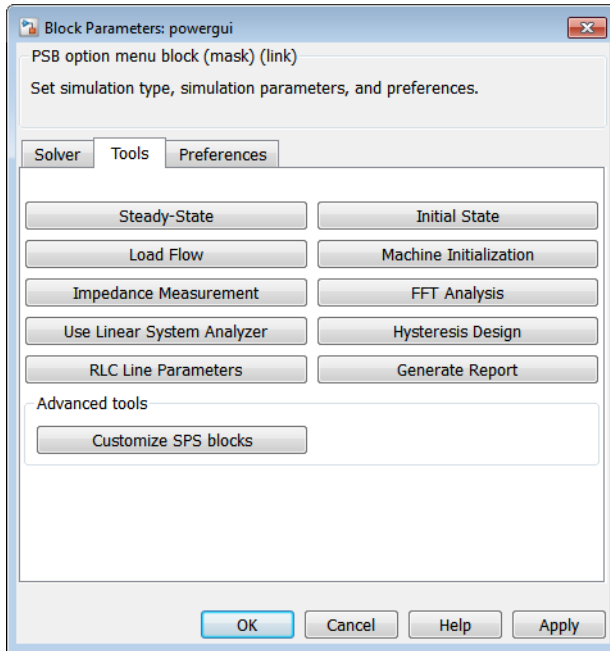 Block Parameters: powergui
PSB option menu block (mask) (link)
Set simulation type, simulation parameters, and preferences.
Solver Tools Preferences
Steady-State Initial State
Load Flow Machine Initialization
Impedance Measurement FFT Analysis
Use Linear System Analyzer Hysteresis Design
RLC Line Parameters Generate Report
Advanced tools
Customize SPS blocks
OK Cancel Help Apply